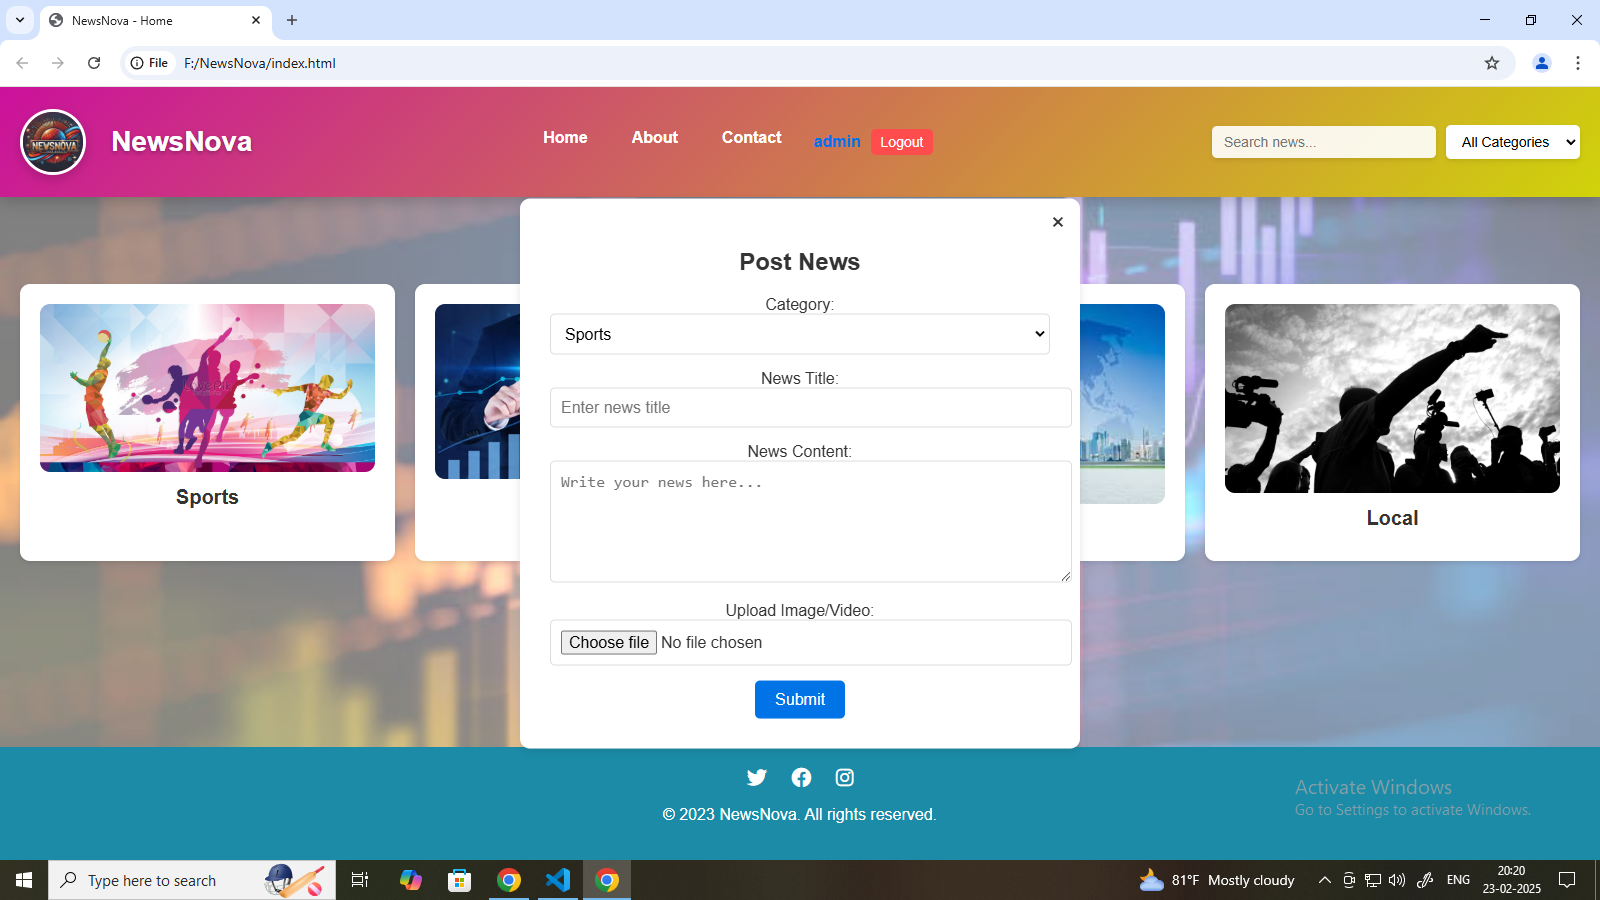 NewsNova - Home
File
F:/NewsNova/index.html
NEWSNOVA
NewsNova
Home
About
Contact
admin
Logout
Search news...
All Categories
Post News
Category:
Sports
News Title:
Enter news title
News Content:
Write your news here...
Upload Image/Video:
Choose file No file chosen
Submit
Sports
Local
© 2023 NewsNova. All rights reserved.
Activate Windows
Go to Settings to activate Windows.
Type here to search
81°F Mostly cloudy
ENG
20:20
23-02-2025